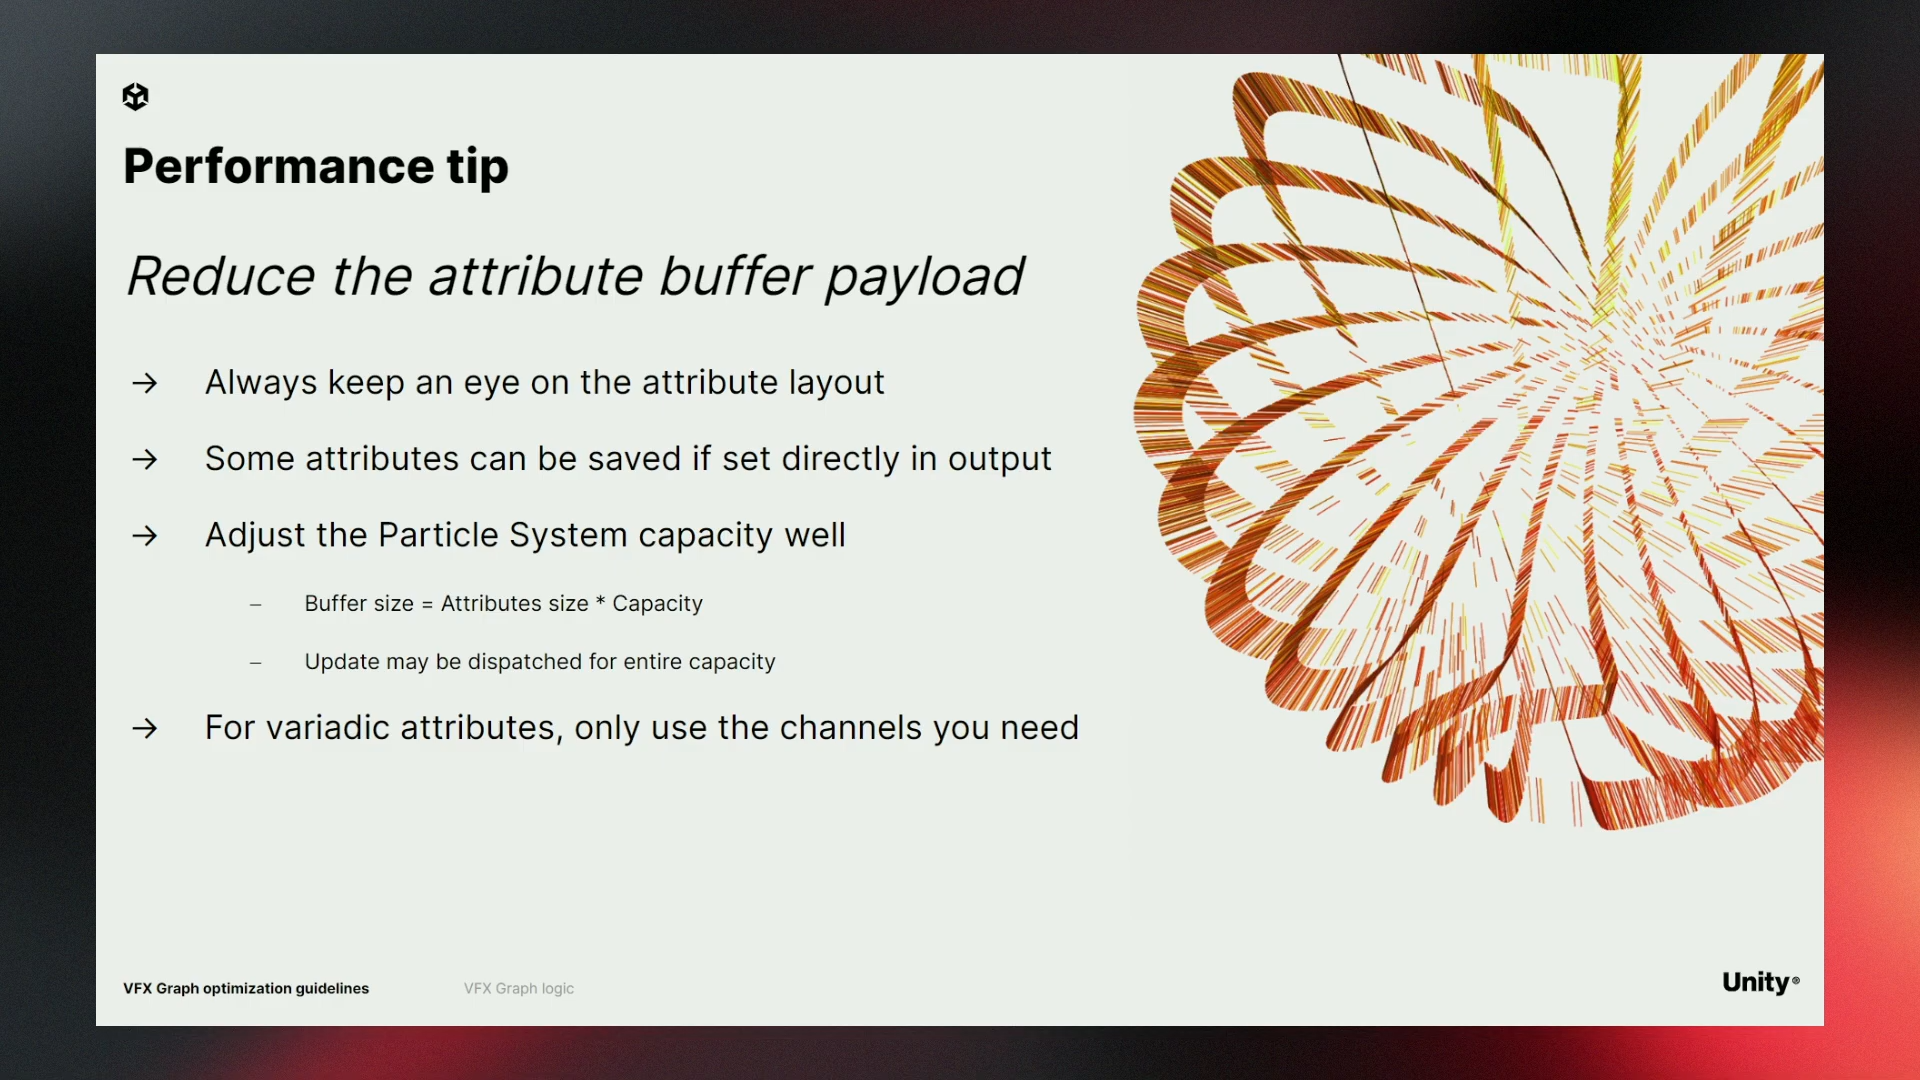 Performance tip
Reduce the attribute buffer payload
→ Always keep an eye on the attribute layout
→ Some attributes can be saved if set directly in output
→ Adjust the Particle System capacity well
– Buffer size = Attributes size * Capacity
– Update may be dispatched for entire capacity
→ For variadic attributes, only use the channels you need
VFX Graph optimization guidelines
VFX Graph logic
Unity®